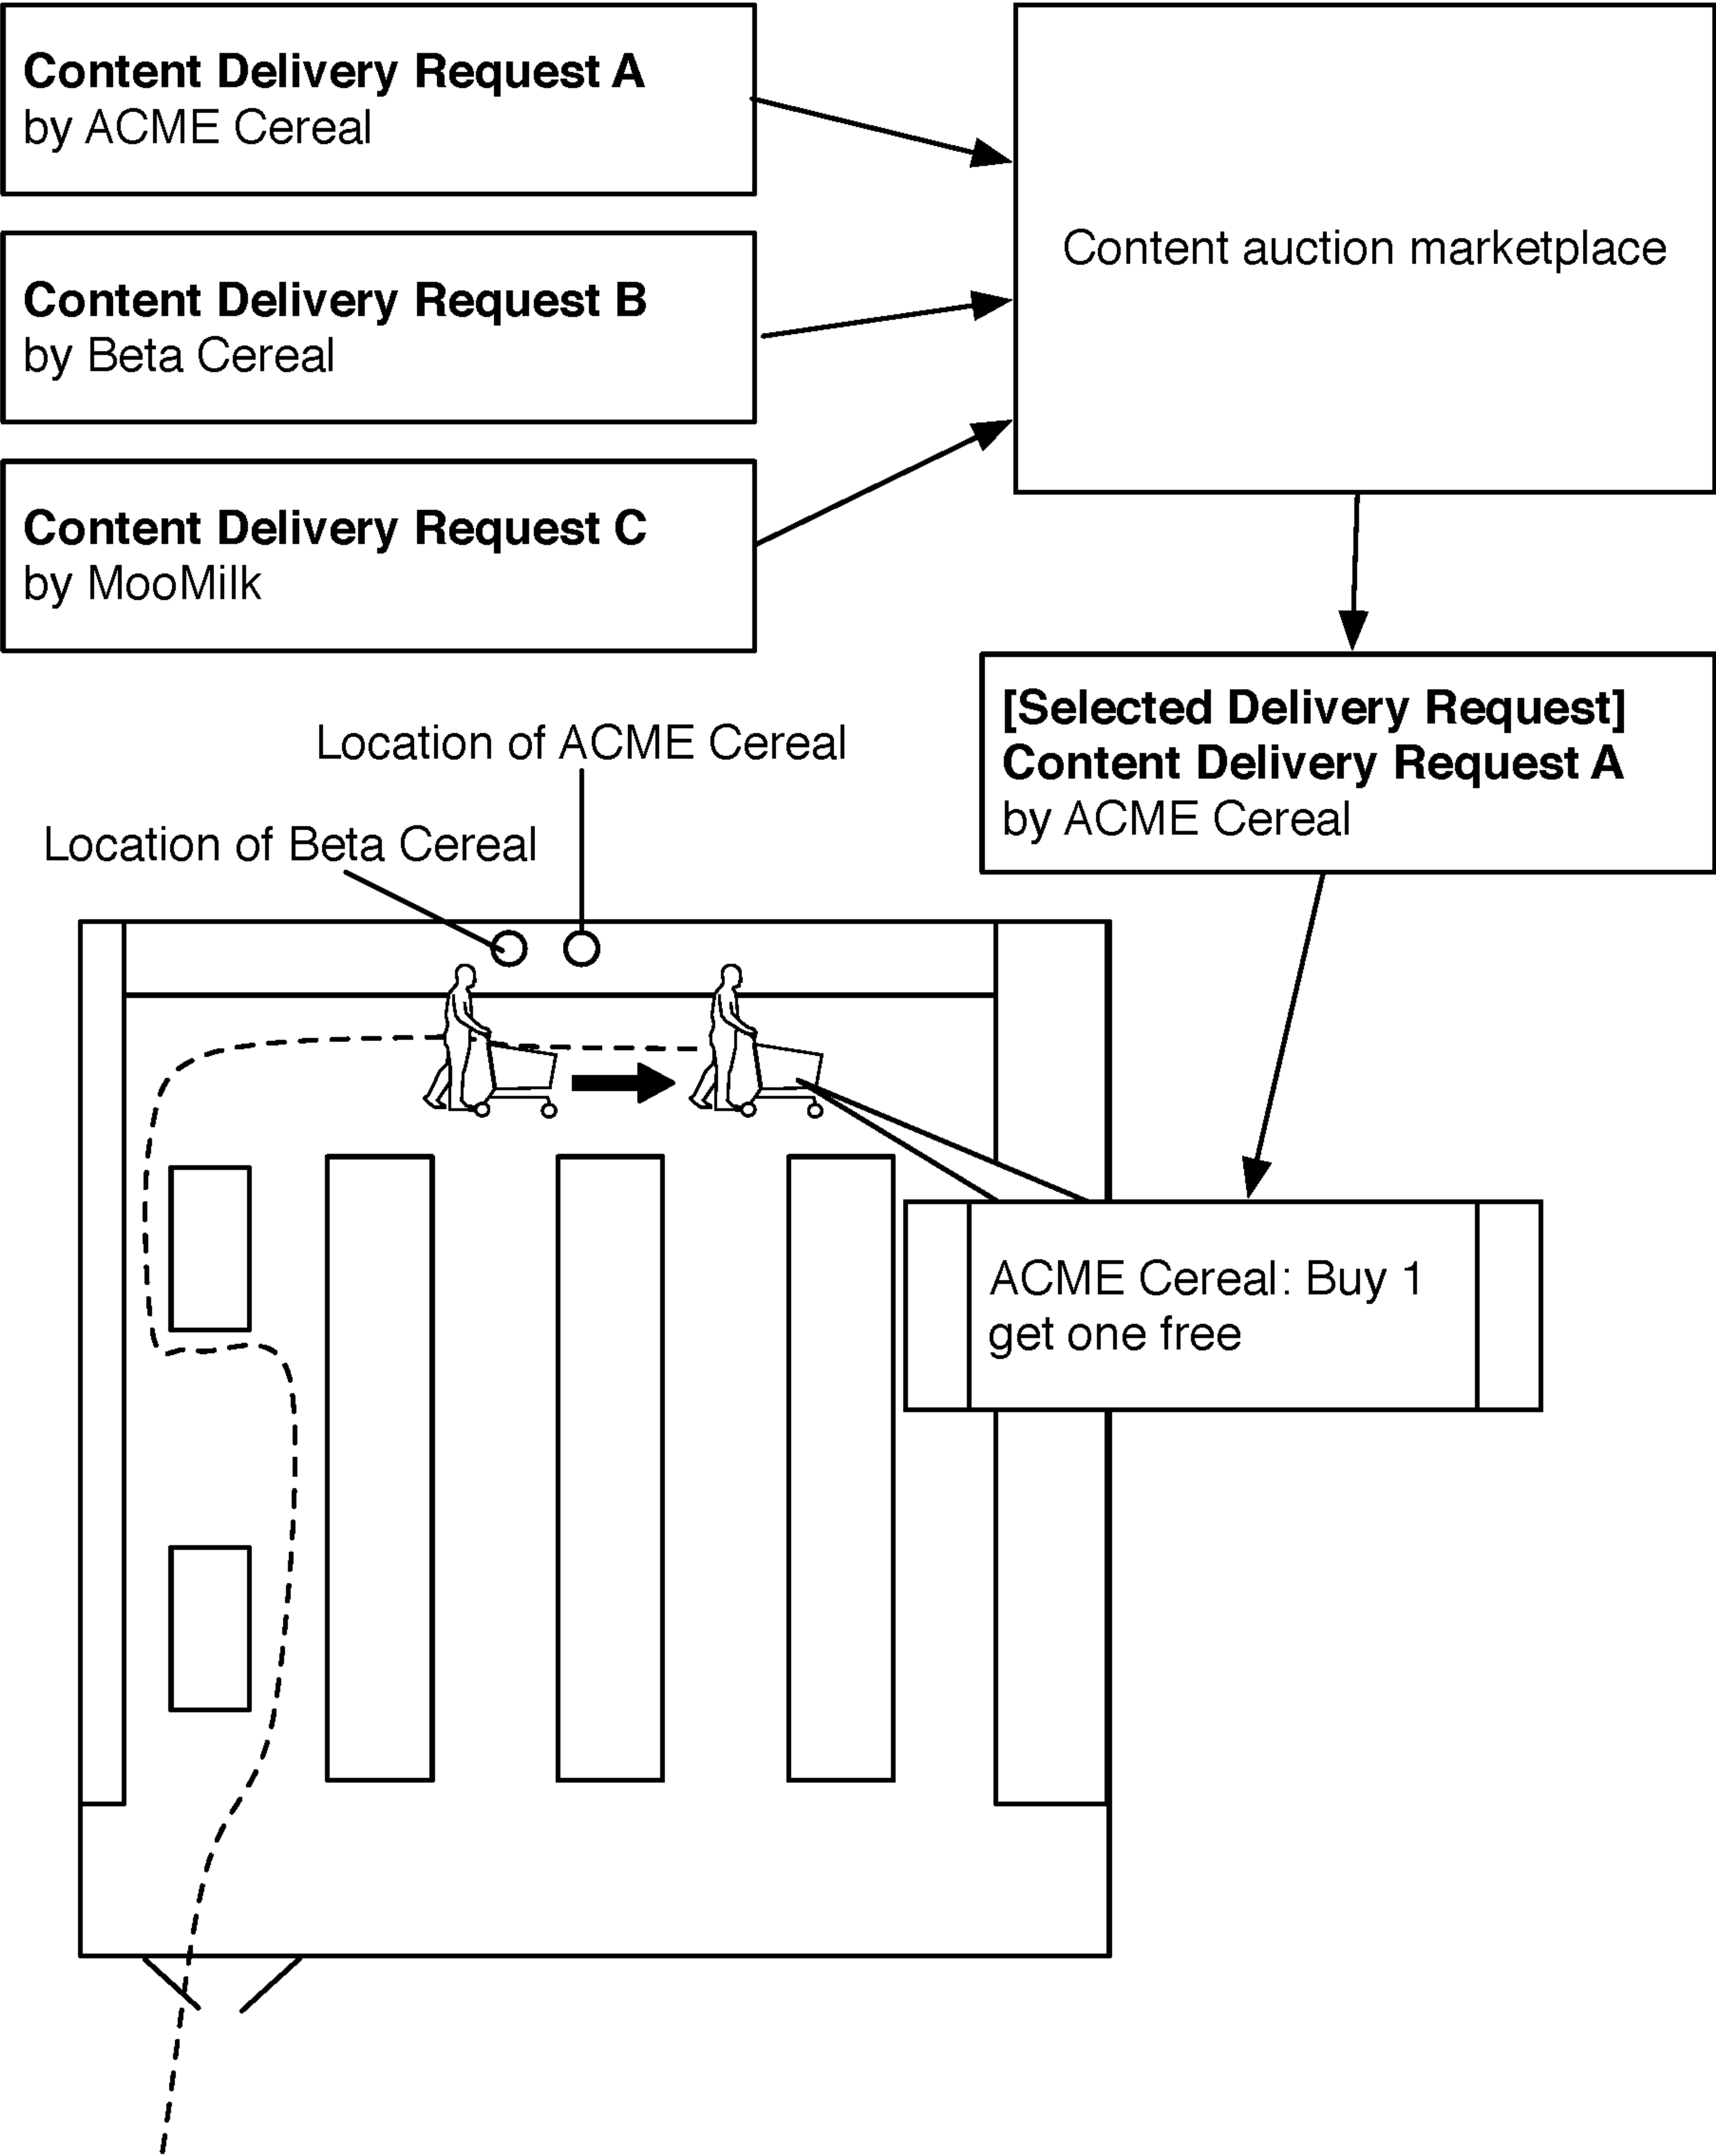 Content Delivery Request A
by ACME Cereal
Content auction marketplace
Content Delivery Request B
by Beta Cereal
Content Delivery Request C
by MooMilk
[Selected Delivery Request]
Content Delivery Request A
by ACME Cereal
Location of ACME Cereal
Location of Beta Cereal
ACME Cereal: Buy 1
get one free